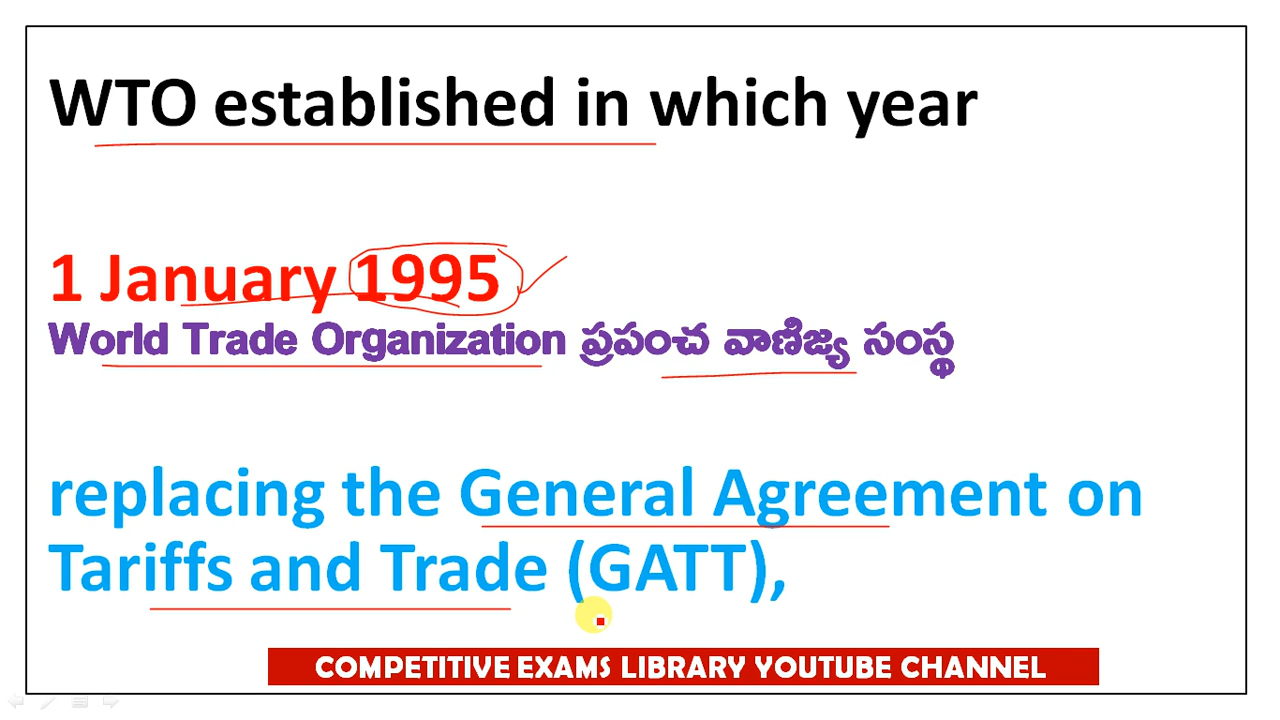 WTO established in which year
1 January 1995
World Trade Organization ప్రపంచ వాణిజ్య సంస్థ
replacing the General Agreement on
Tariffs and Trade (GATT),
COMPETITIVE EXAMS LIBRARY YOUTUBE CHANNEL